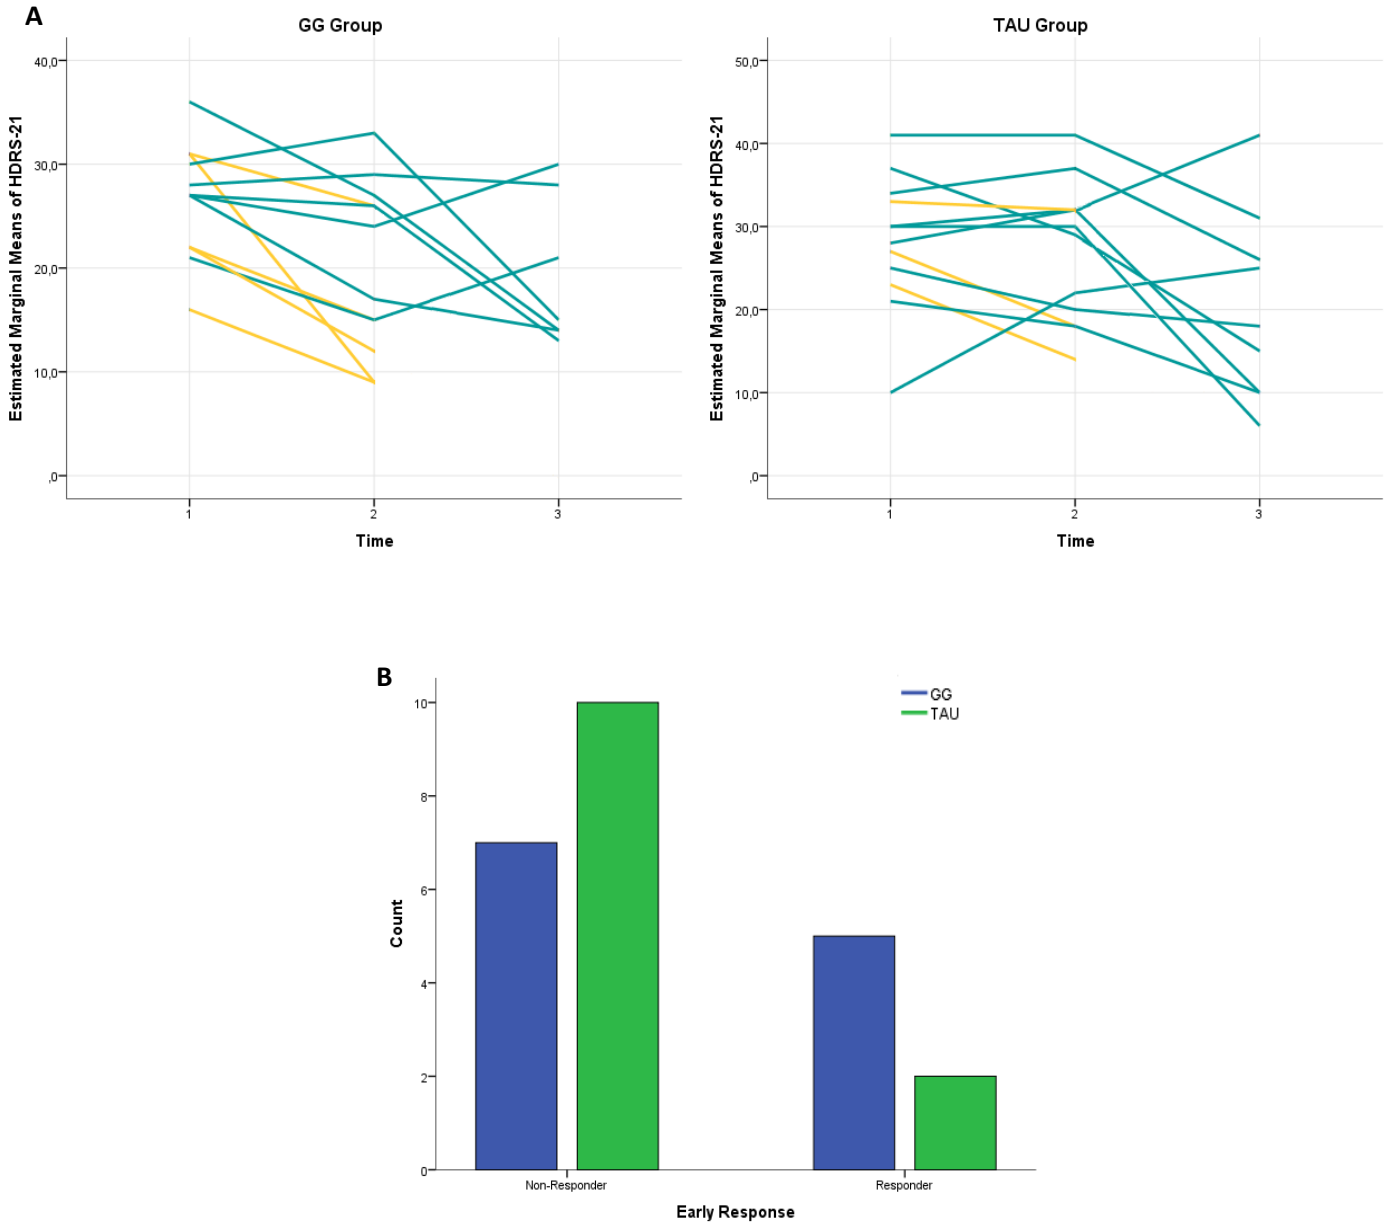 A
GG Group
Estimated Marginal Means of HDRS-21
40,0
30,0
20,0
10,0
,0
1
2
3
Time
TAU Group
Estimated Marginal Means of HDRS-21
50,0
40,0
30,0
20,0
10,0
,0
1
2
3
Time
B
GG
TAU
Count
10
8
6
4
2
0
Non-Responder
Responder
Early Response